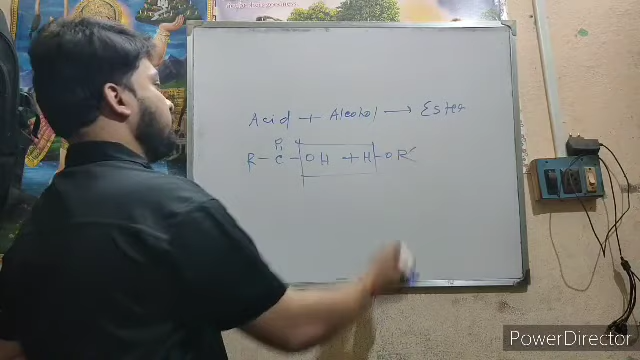 Acid + Alcohol → Ester
O
R – C – OH + H – OR'
PowerDirector